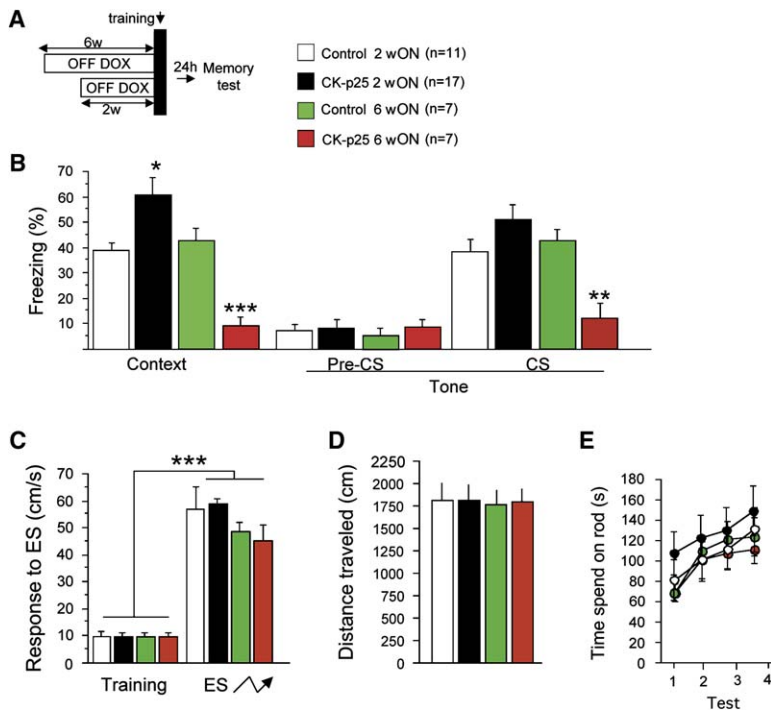 A
training
6w
OFF DOX
OFF DOX
2w
24h
Memory
test
Control 2 wON (n=11)
CK-p25 2 wON (n=17)
Control 6 wON (n=7)
CK-p25 6 wON (n=7)
B
Freezing (%)
70
60
50
40
30
20
10
*
***
**
Context
Pre-CS
CS
Tone
C
Response to ES (cm/s)
70
60
50
40
30
20
10
0
***
Training
ES
D
Distance traveled (cm)
2250
2000
1750
1500
1250
1000
750
500
250
0
E
Time spend on rod (s)
180
160
140
120
100
80
60
40
20
0
1 2 3 4
Test